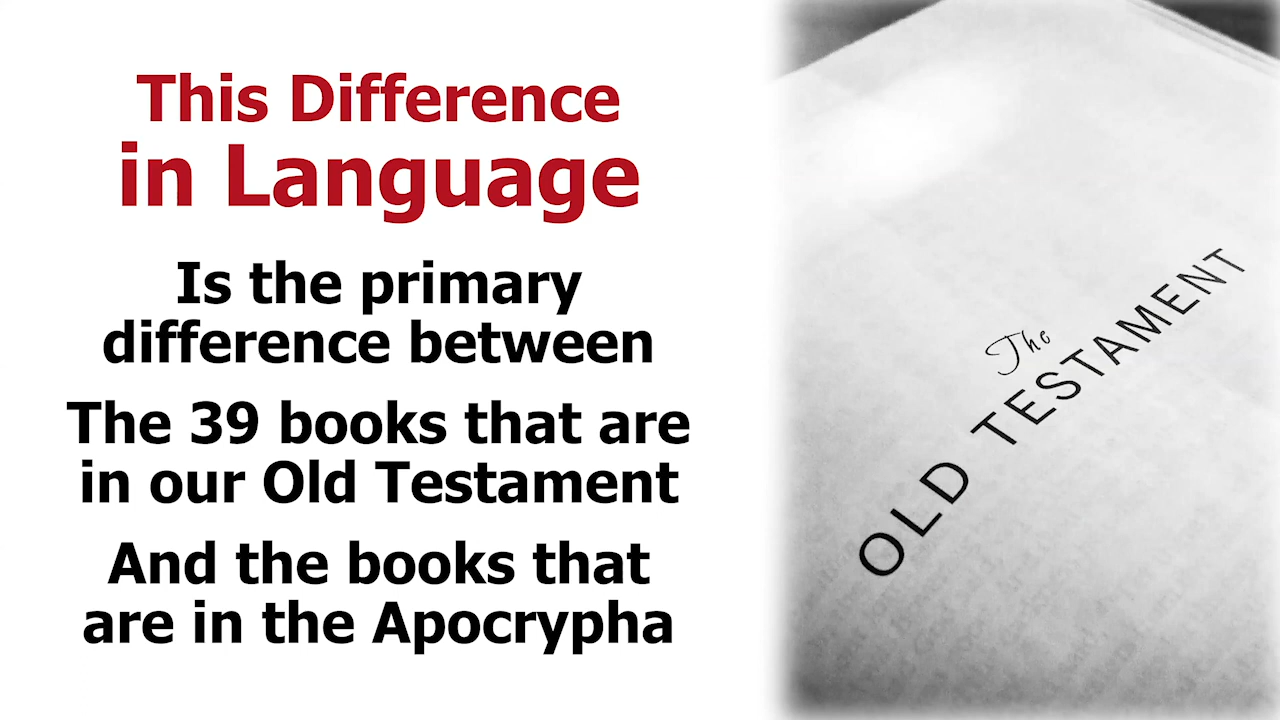 This Difference
in Language
Is the primary
difference between
The 39 books that are
in our Old Testament
And the books that
are in the Apocrypha
The
OLD TESTAMENT